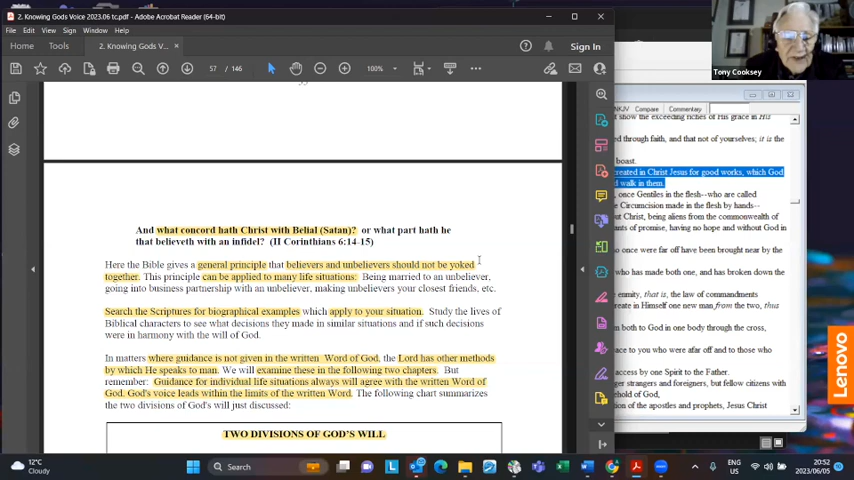 2. Knowing Gods Voice 2023.06 tc.pdf - Adobe Acrobat Reader (64-bit)
File Edit View Sign Window Help
Home Tools 2. Knowing Gods Voice ... × Sign In
57 / 146 100%
And what concord hath Christ with Belial (Satan)? or what part hath he
that believeth with an infidel? (II Corinthians 6:14-15)
Here the Bible gives a general principle that believers and unbelievers should not be yoked
together. This principle can be applied to many life situations: Being married to an unbeliever,
going into business partnership with an unbeliever, making unbelievers your closest friends, etc.
Search the Scriptures for biographical examples which apply to your situation. Study the lives of
Biblical characters to see what decisions they made in similar situations and if such decisions
were in harmony with the will of God.
In matters where guidance is not given in the written Word of God, the Lord has other methods
by which He speaks to man. We will examine these in the following two chapters. But
remember: Guidance for individual life situations always will agree with the written Word of
God. God's voice leads within the limits of the written Word. The following chart summarizes
the two divisions of God's will just discussed:
TWO DIVISIONS OF GOD'S WILL
Tony Cooksey
NKJV Compare Commentary
t show the exceeding riches of His grace in His
ed through faith, and that not of yourselves; it is the
boast.
created in Christ Jesus for good works, which God
d walk in them.
, once Gentiles in the flesh--who are called
e Circumcision made in the flesh by hands--
out Christ, being aliens from the commonwealth of
ants of promise, having no hope and without God in
o once were far off have been brought near by the
who has made both one, and has broken down the
e enmity, that is, the law of commandments
reate in Himself one new man from the two, thus
n both to God in one body through the cross,
ace to you who were afar off and to those who
access by one Spirit to the Father.
ger strangers and foreigners, but fellow citizens with
ehold of God,
tion of the apostles and prophets, Jesus Christ
Lenovo
12°C
Cloudy
Search
ENG
US
20:52
2023/06/05